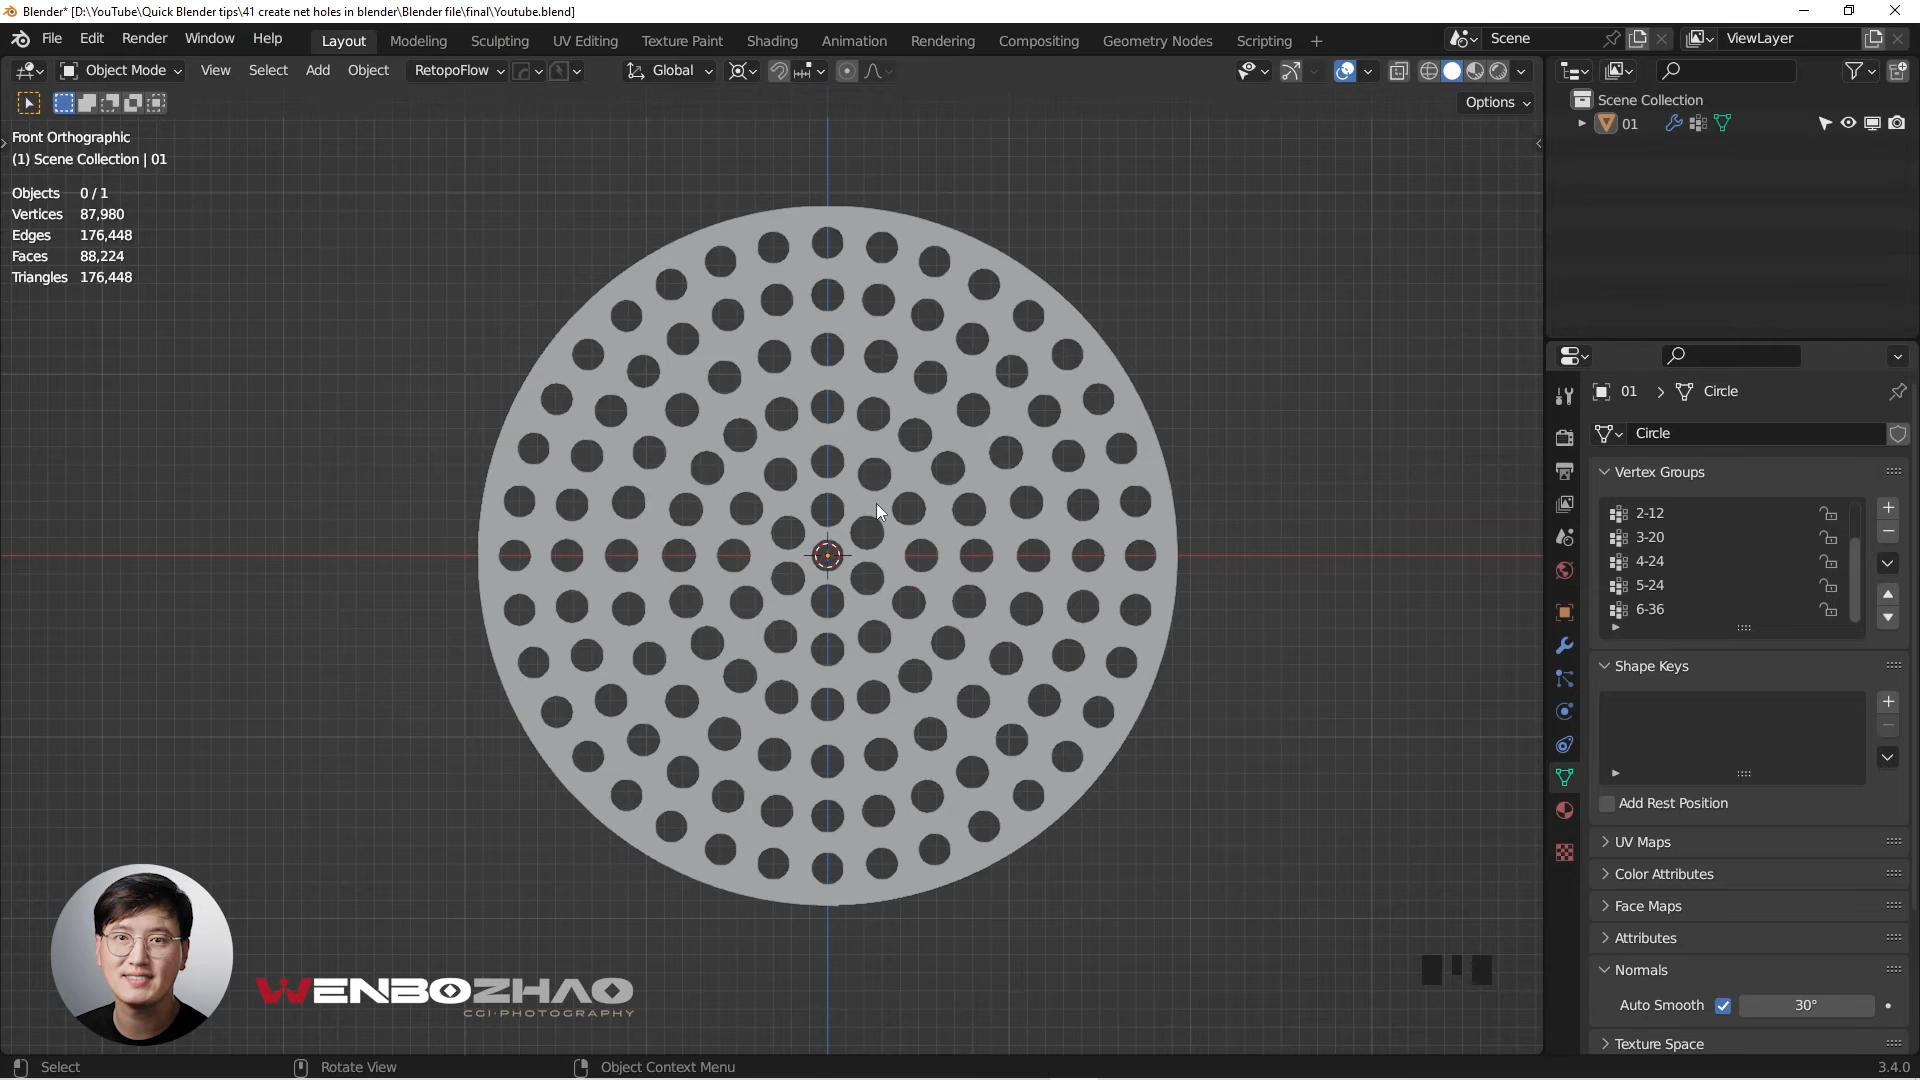 Blender* [D:\YouTube\Quick Blender tips\41 create net holes in blender\Blender file\final\Youtube.blend]
File Edit Render Window Help Layout Modeling Sculpting UV Editing Texture Paint Shading Animation Rendering Compositing Geometry Nodes Scripting + Scene ViewLayer
Object Mode View Select Add Object RetopoFlow Global
Options
Scene Collection
01
Front Orthographic
(1) Scene Collection | 01
Objects 0 / 1
Vertices 87,980
Edges 176,448
Faces 88,224
Triangles 176,448
01 > Circle
Circle
Vertex Groups
2-12
3-20
4-24
5-24
6-36
Shape Keys
Add Rest Position
UV Maps
Color Attributes
Face Maps
Attributes
Normals
Auto Smooth 30°
Texture Space
WENBOZHAO
CGI·PHOTOGRAPHY
Select Rotate View Object Context Menu 3.4.0